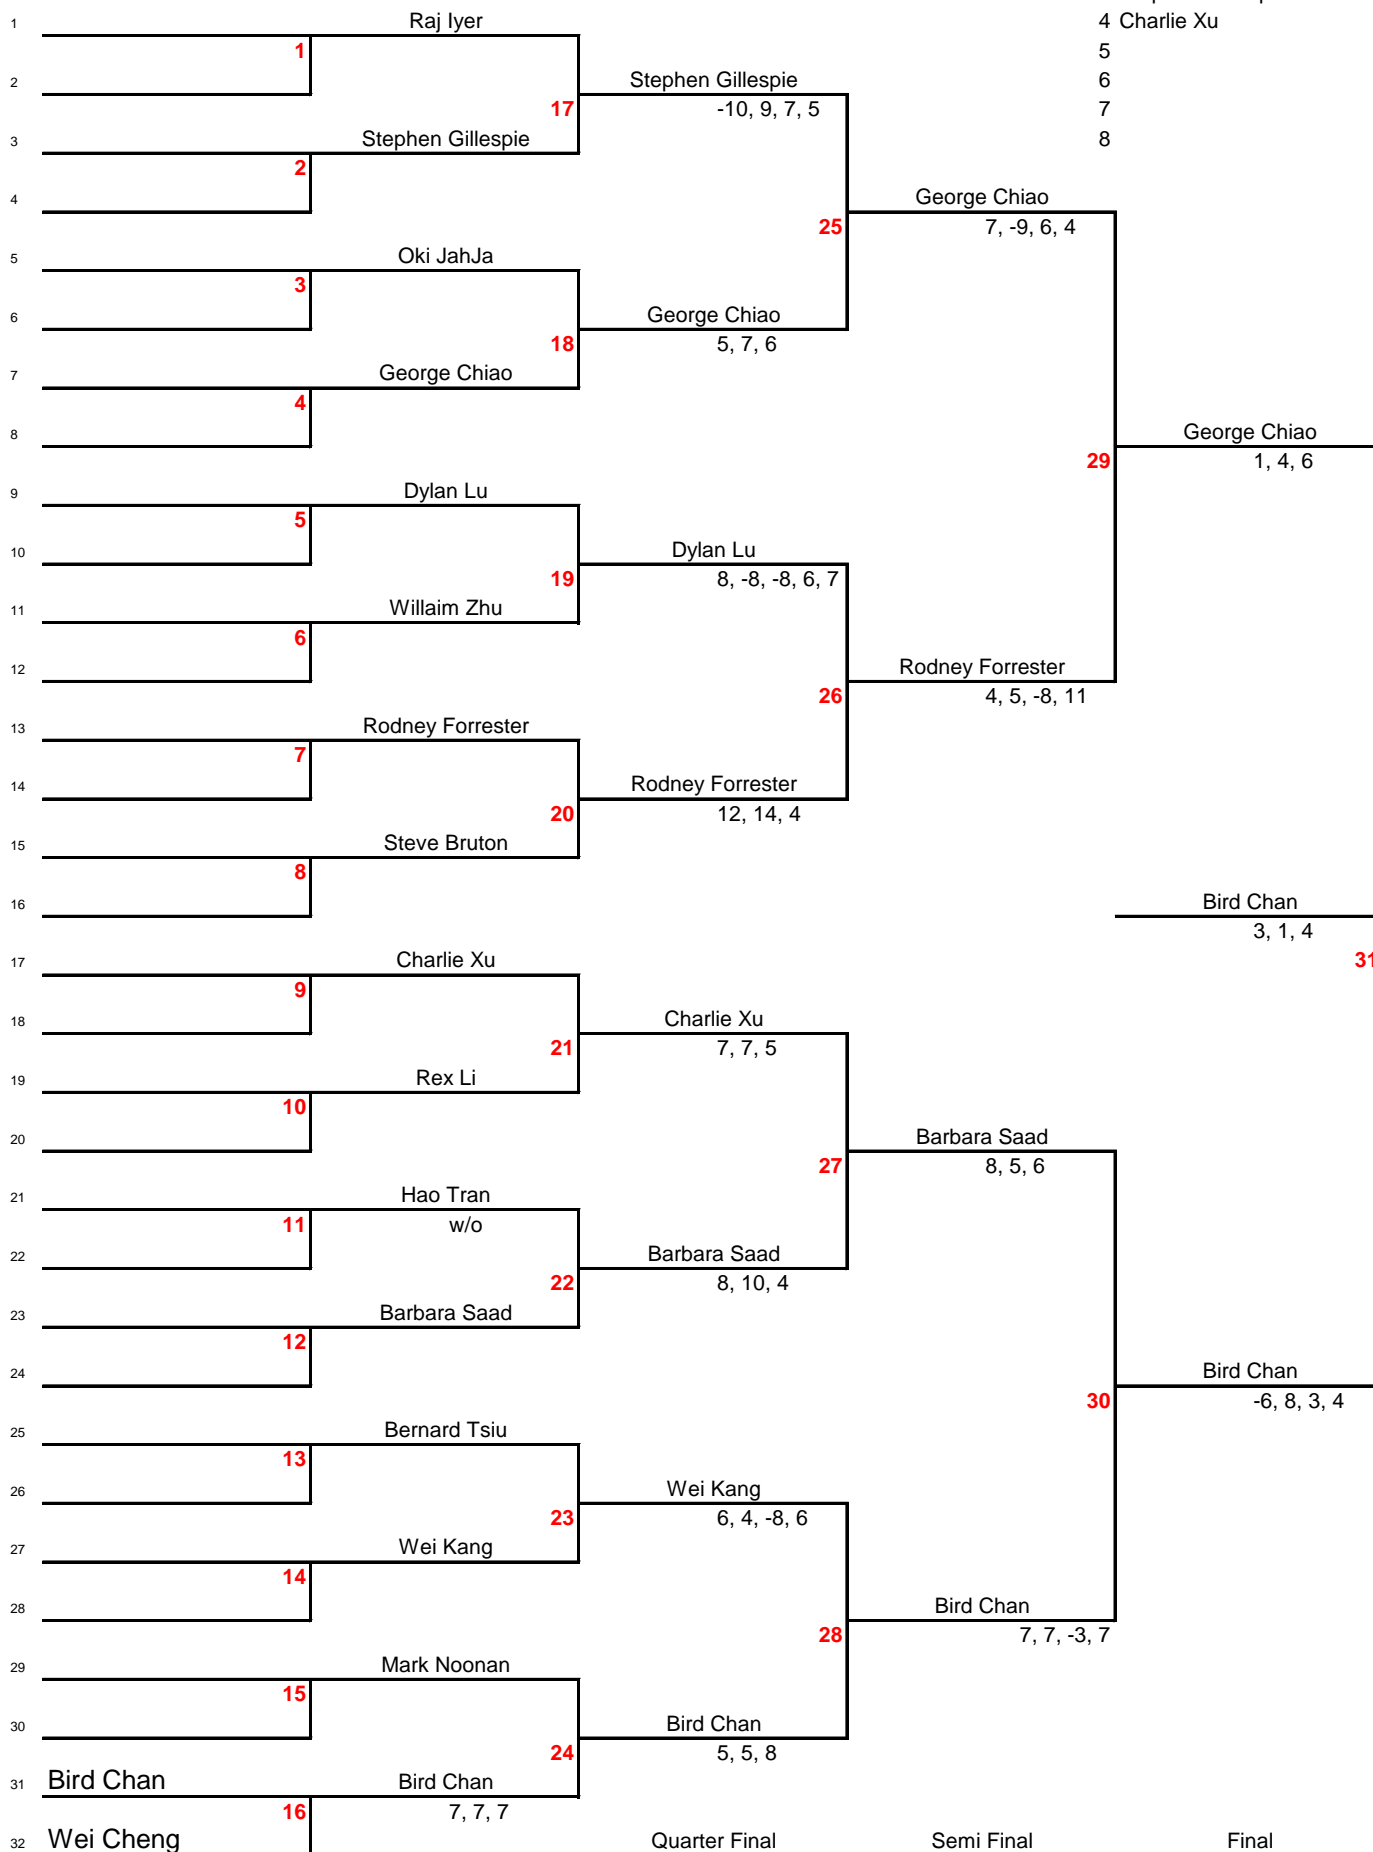 1 Raj Iyer 4 Charlie Xu
1 5
2 Stephen Gillespie 6
17 -10, 9, 7, 5 7
3 Stephen Gillespie 8
2
4 George Chiao
25 7, -9, 6, 4
5 Oki JahJa
3
6 George Chiao
18 5, 7, 6
7 George Chiao
4
8 George Chiao
29 1, 4, 6
9 Dylan Lu
5
10 Dylan Lu
19 8, -8, -8, 6, 7
11 Willaim Zhu
6
12 Rodney Forrester
26 4, 5, -8, 11
13 Rodney Forrester
7
14 Rodney Forrester
20 12, 14, 4
15 Steve Bruton
8
16 Bird Chan
3, 1, 4
17 Charlie Xu 31
9
18 Charlie Xu
21 7, 7, 5
19 Rex Li
10
20 Barbara Saad
27 8, 5, 6
21 Hao Tran
11 w/o
22 Barbara Saad
22 8, 10, 4
23 Barbara Saad
12
24 Bird Chan
30 -6, 8, 3, 4
25 Bernard Tsiu
13
26 Wei Kang
23 6, 4, -8, 6
27 Wei Kang
14
28 Bird Chan
28 7, 7, -3, 7
29 Mark Noonan
15
30 Bird Chan
24 5, 5, 8
31 Bird Chan Bird Chan
16 7, 7, 7
32 Wei Cheng Quarter Final Semi Final Final